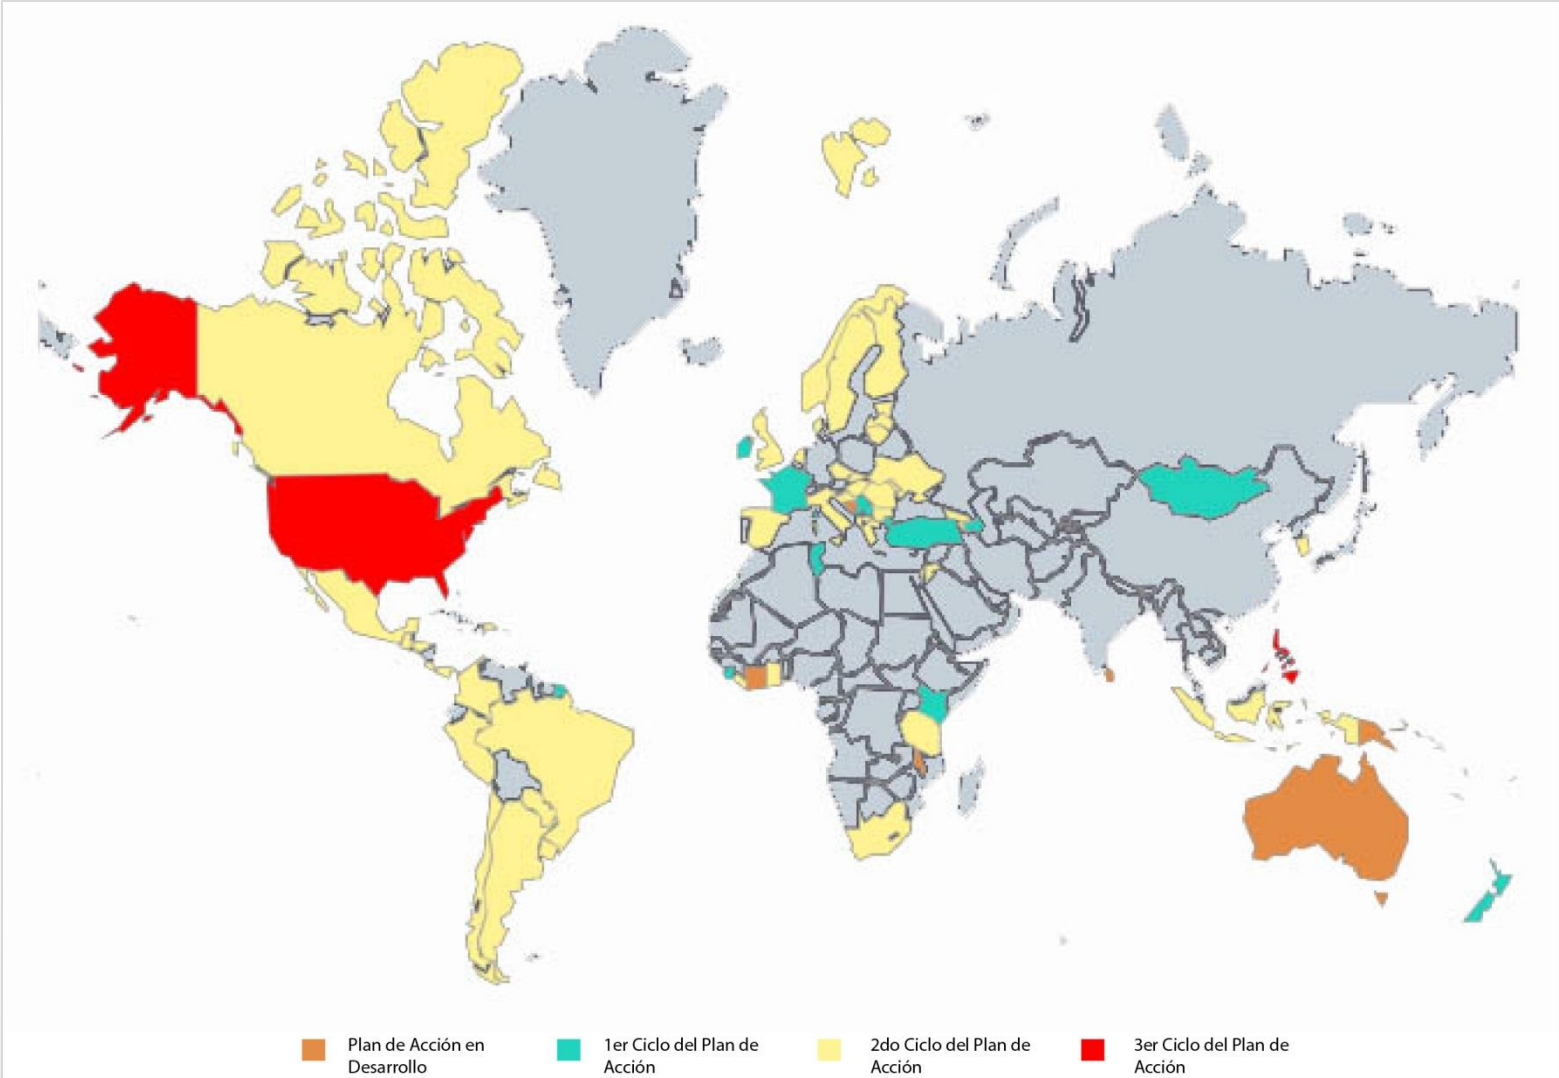 Plan de Acción en
Desarrollo
1er Ciclo del Plan de
Acción
2do Ciclo del Plan de
Acción
3er Ciclo del Plan de
Acción